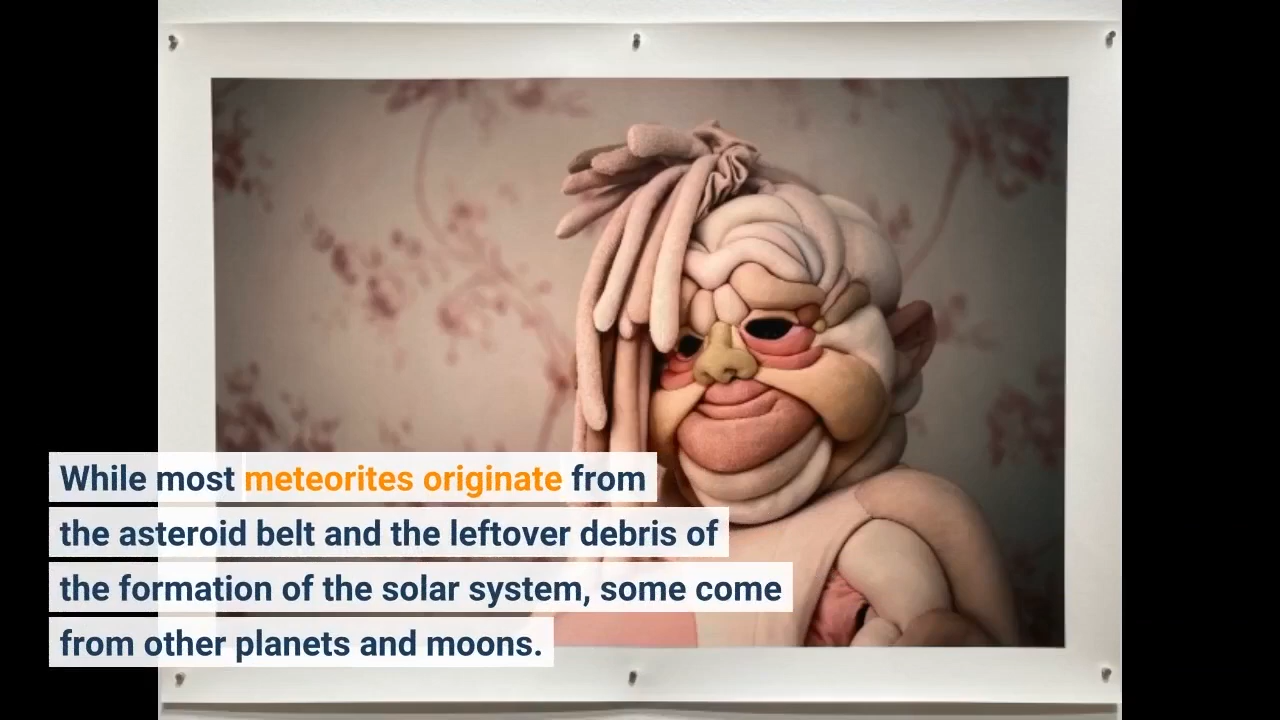 While most meteorites originate from
the asteroid belt and the leftover debris of
the formation of the solar system, some come
from other planets and moons.